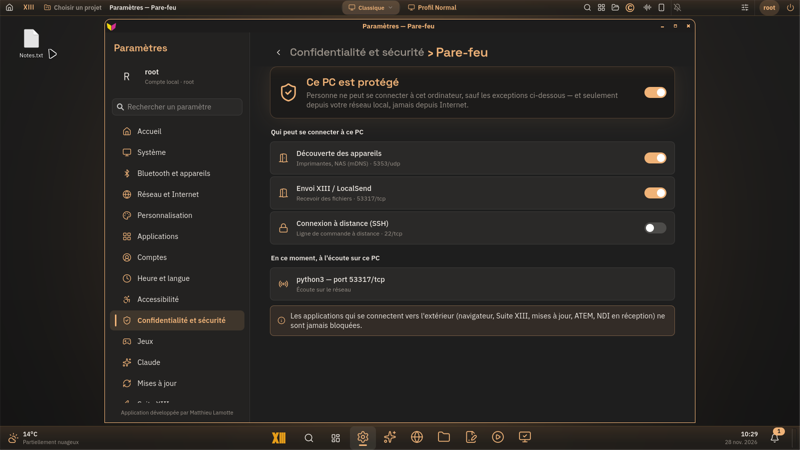 XIII
Choisir un projet
Paramètres — Pare-feu
Classique
Profil Normal
root
Paramètres — Pare-feu
Notes.txt
Paramètres
R
root
Compte local · root
Rechercher un paramètre
Accueil
Système
Bluetooth et appareils
Réseau et Internet
Personnalisation
Applications
Comptes
Heure et langue
Accessibilité
Confidentialité et sécurité
Jeux
Claude
Mises à jour
Suite XIII
Application développée par Matthieu Lamotte
Confidentialité et sécurité > Pare-feu
Ce PC est protégé
Personne ne peut se connecter à cet ordinateur, sauf les exceptions ci-dessous — et seulement
depuis votre réseau local, jamais depuis Internet.
Qui peut se connecter à ce PC
Découverte des appareils
Imprimantes, NAS (mDNS) · 5353/udp
Envoi XIII / LocalSend
Recevoir des fichiers · 53317/tcp
Connexion à distance (SSH)
Ligne de commande à distance · 22/tcp
En ce moment, à l'écoute sur ce PC
python3 — port 53317/tcp
Écoute sur le réseau
Les applications qui se connectent vers l'extérieur (navigateur, Suite XIII, mises à jour, ATEM, NDI en réception) ne
sont jamais bloquées.
14°C
Partiellement nuageux
XIII
10:29
28 nov. 2026
1